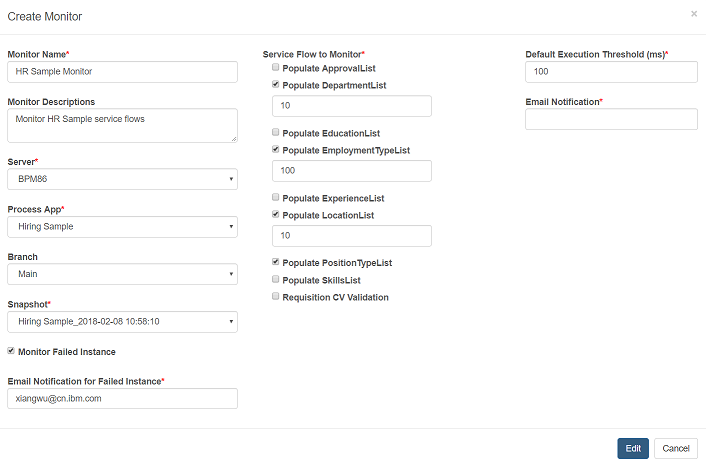 Create Monitor
×
Monitor Name*
HR Sample Monitor
Monitor Descriptions
Monitor HR Sample service flows
Server*
BPM86
Process App*
Hiring Sample
Branch
Main
Snapshot*
Hiring Sample_2018-02-08 10:58:10
Monitor Failed Instance
Email Notification for Failed Instance*
xiangwu@cn.ibm.com
Service Flow to Monitor*
Populate ApprovalList
Populate DepartmentList
10
Populate EducationList
Populate EmploymentTypeList
100
Populate ExperienceList
Populate LocationList
10
Populate PositionTypeList
Populate SkillsList
Requisition CV Validation
Default Execution Threshold (ms)*
100
Email Notification*
Edit
Cancel